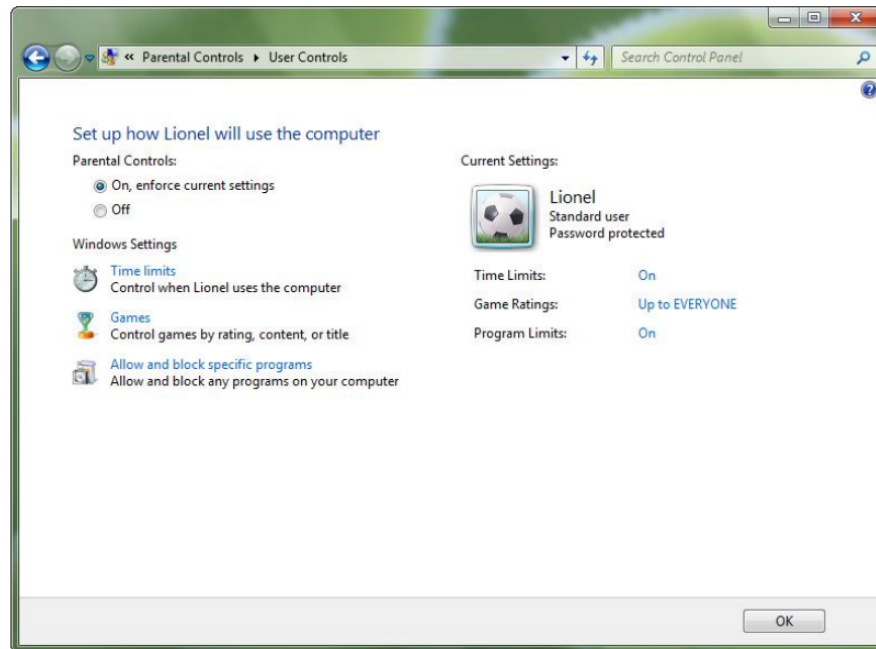 « Parental Controls ▸ User Controls
Search Control Panel
Set up how Lionel will use the computer
Parental Controls:
On, enforce current settings
Off
Windows Settings
Time limits
Control when Lionel uses the computer
Games
Control games by rating, content, or title
Allow and block specific programs
Allow and block any programs on your computer
Current Settings:
Lionel
Standard user
Password protected
Time Limits: On
Game Ratings: Up to EVERYONE
Program Limits: On
OK